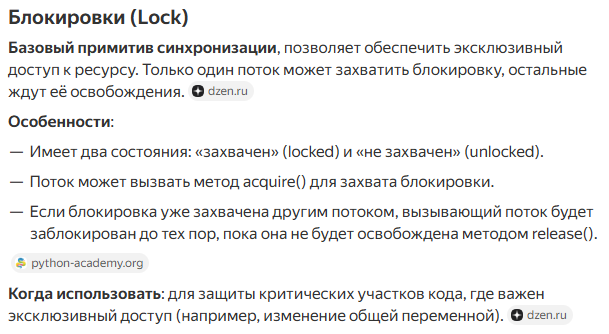 Блокировки (Lock)
Базовый примитив синхронизации, позволяет обеспечить эксклюзивный
доступ к ресурсу. Только один поток может захватить блокировку, остальные
ждут её освобождения. dzen.ru
Особенности:
— Имеет два состояния: «захвачен» (locked) и «не захвачен» (unlocked).
— Поток может вызвать метод acquire() для захвата блокировки.
— Если блокировка уже захвачена другим потоком, вызывающий поток будет
заблокирован до тех пор, пока она не будет освобождена методом release().
python-academy.org
Когда использовать: для защиты критических участков кода, где важен
эксклюзивный доступ (например, изменение общей переменной). dzen.ru